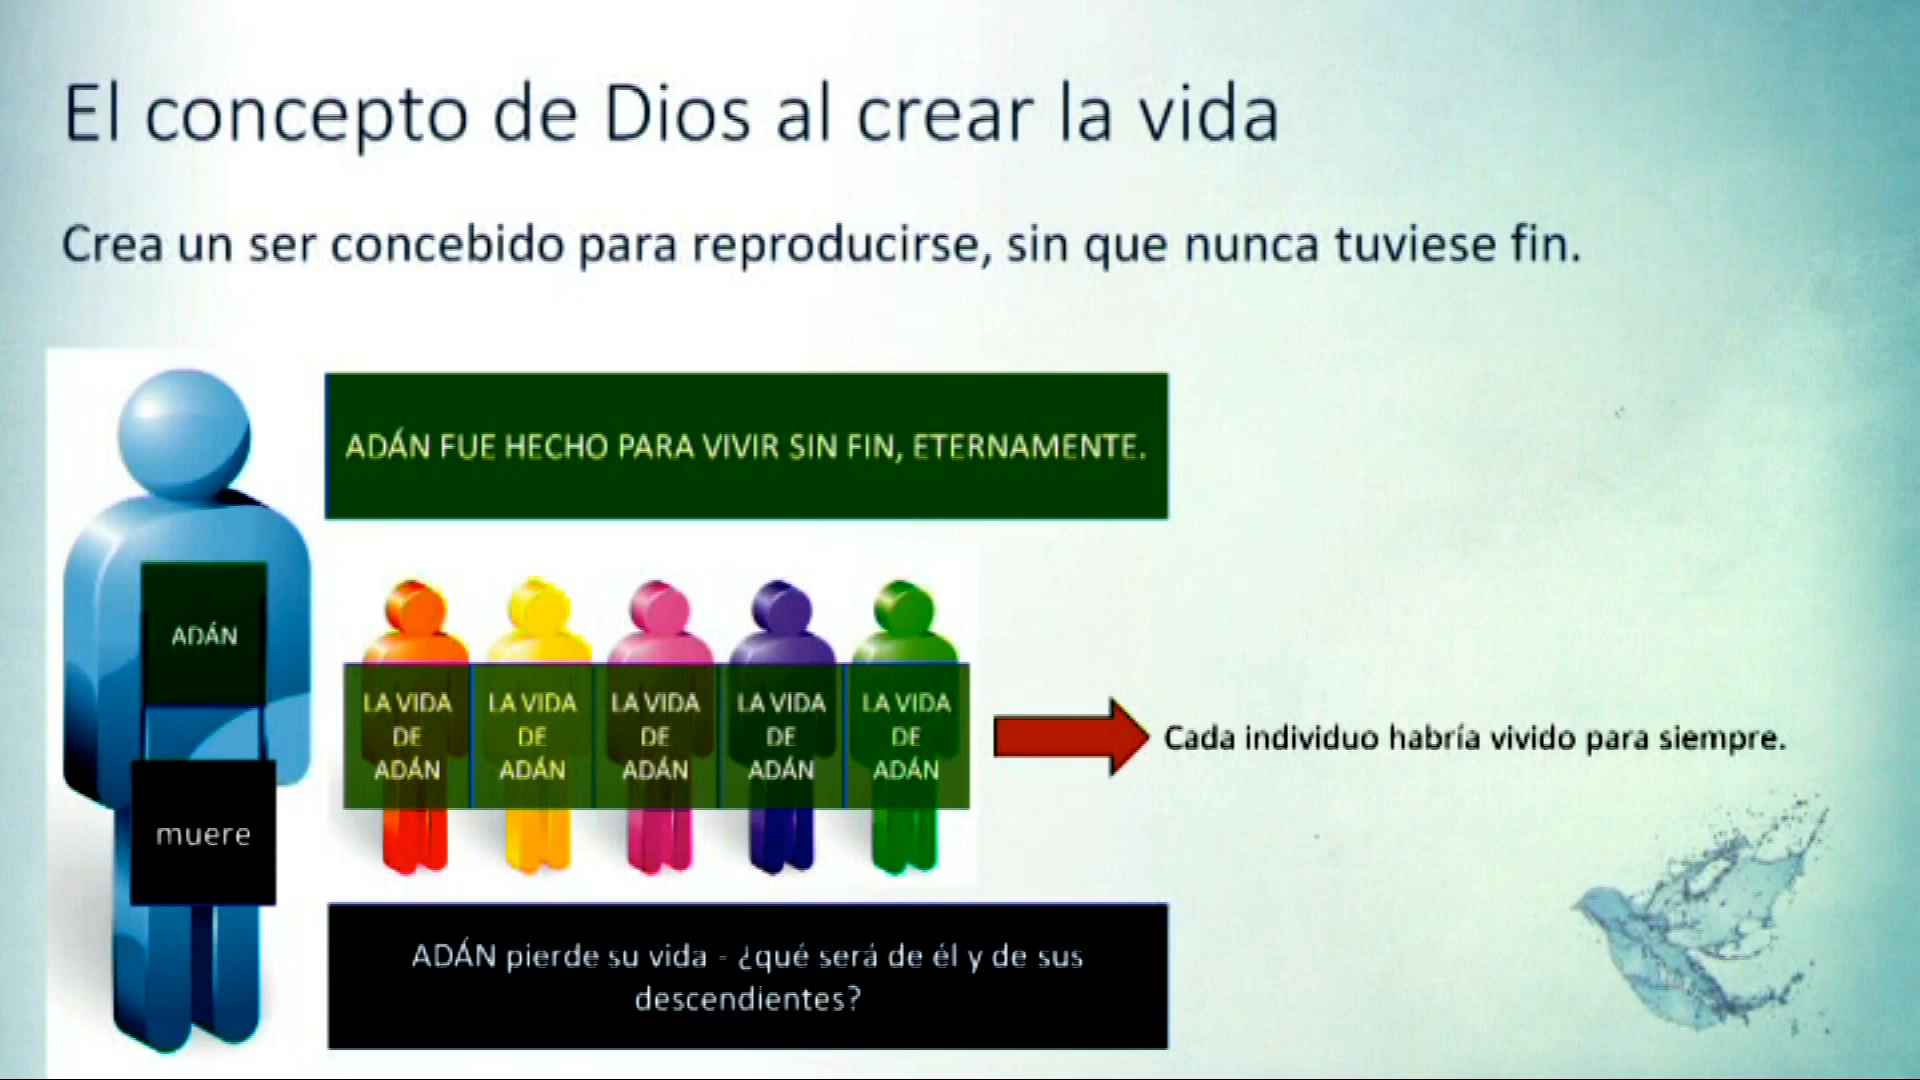 El concepto de Dios al crear la vida
Crea un ser concebido para reproducirse, sin que nunca tuviese fin.
ADÁN FUE HECHO PARA VIVIR SIN FIN, ETERNAMENTE.
ADÁN
muere
LA VIDA
DE
ADÁN
LA VIDA
DE
ADÁN
LA VIDA
DE
ADÁN
LA VIDA
DE
ADÁN
LA VIDA
DE
ADÁN
Cada individuo habría vivido para siempre.
ADÁN pierde su vida - ¿qué será de él y de sus
descendientes?